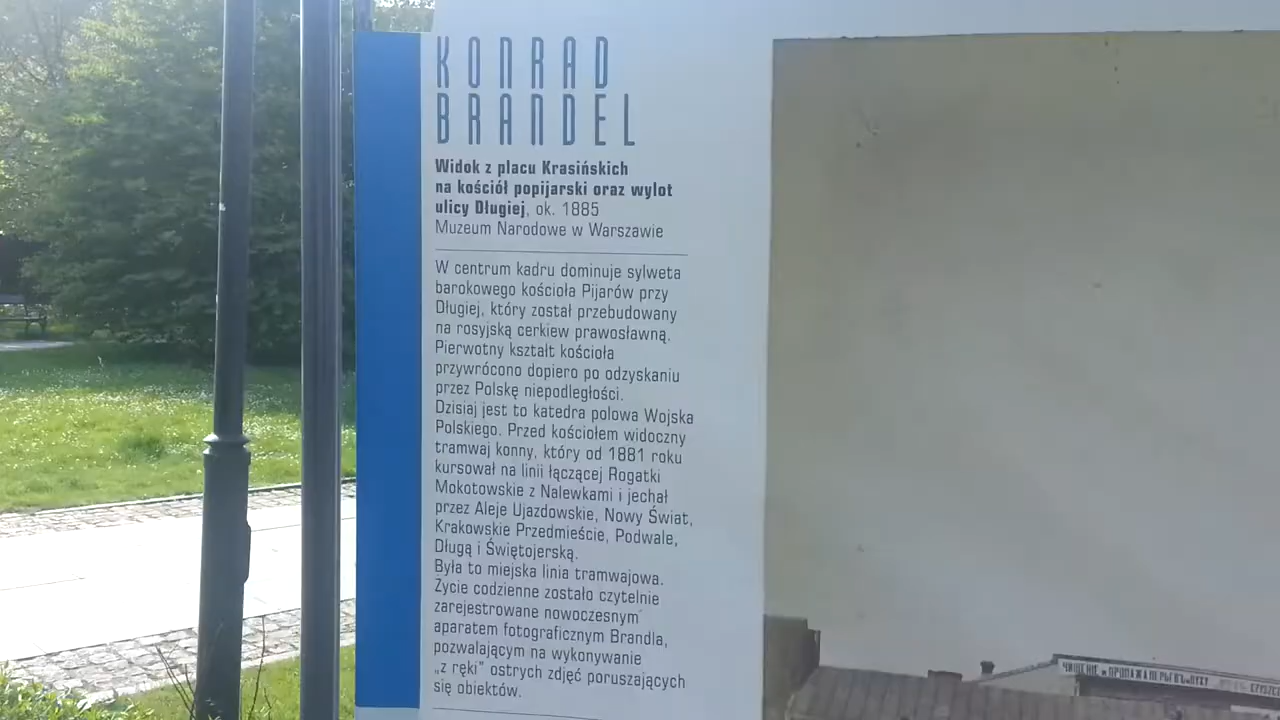 KONRAD
BRANDEL
Widok z placu Krasińskich
na kościół popijarski oraz wylot
ulicy Długiej, ok. 1885
Muzeum Narodowe w Warszawie
W centrum kadru dominuje sylweta
barokowego kościoła Pijarów przy
Długiej, który został przebudowany
na rosyjską cerkiew prawosławną.
Pierwotny kształt kościoła
przywrócono dopiero po odzyskaniu
przez Polskę niepodległości.
Dzisiaj jest to katedra polowa Wojska
Polskiego. Przed kościołem widoczny
tramwaj konny, który od 1881 roku
kursował na linii łączącej Rogatki
Mokotowskie z Nalewkami i jechał
przez Aleje Ujazdowskie, Nowy Świat,
Krakowskie Przedmieście, Podwale,
Długą i Świętojerską.
Była to miejska linia tramwajowa.
Życie codzienne zostało czytelnie
zarejestrowane nowoczesnym
aparatem fotograficznym Brandla,
pozwalającym na wykonywanie
„z ręki" ostrych zdjęć poruszających
się obiektów.
ЧИЩЕНІЕ и ПРОДАЖА ПЕРЬЕВЪ и ПУХУ